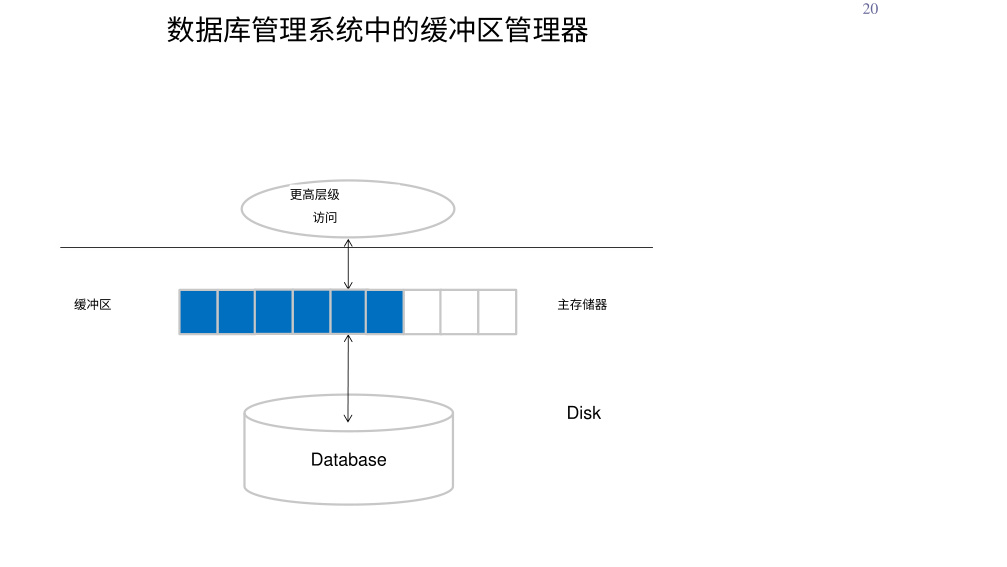 20
数据库管理系统中的缓冲区管理器
更高层级
访问
缓冲区
主存储器
Disk
Database